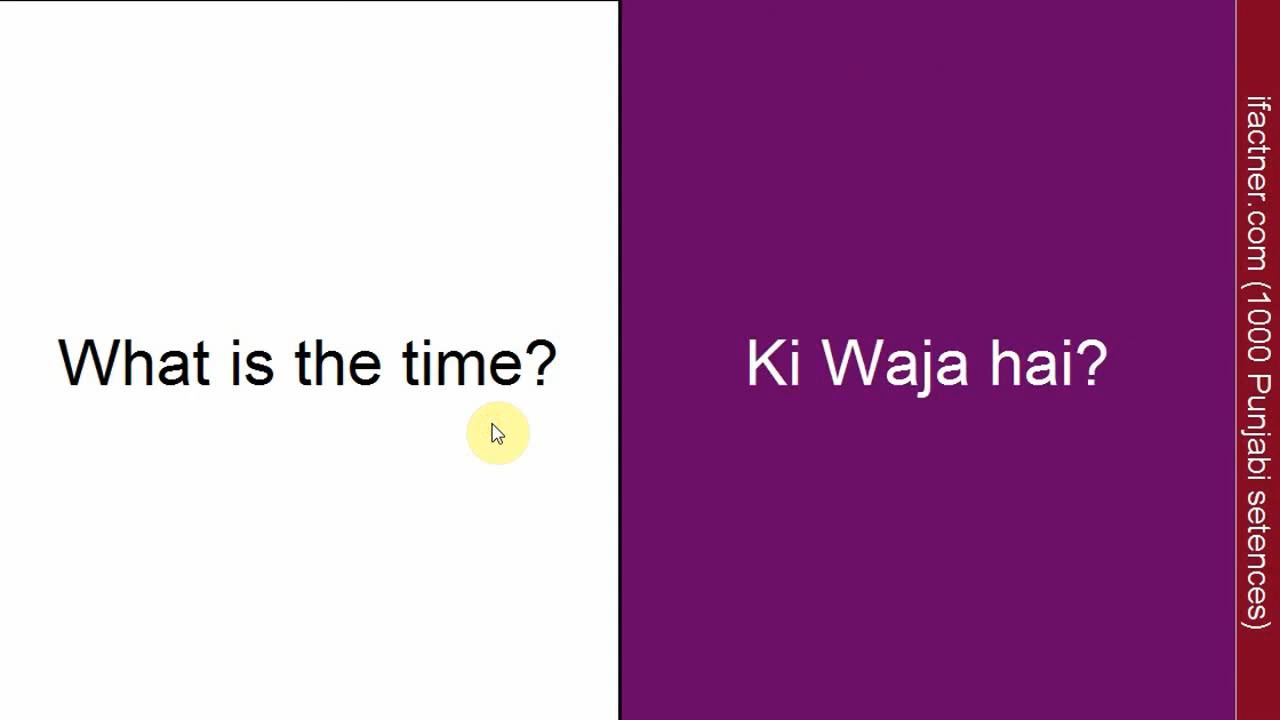 What is the time?
Ki Waja hai?
ifactner.com (1000 Punjabi setences)